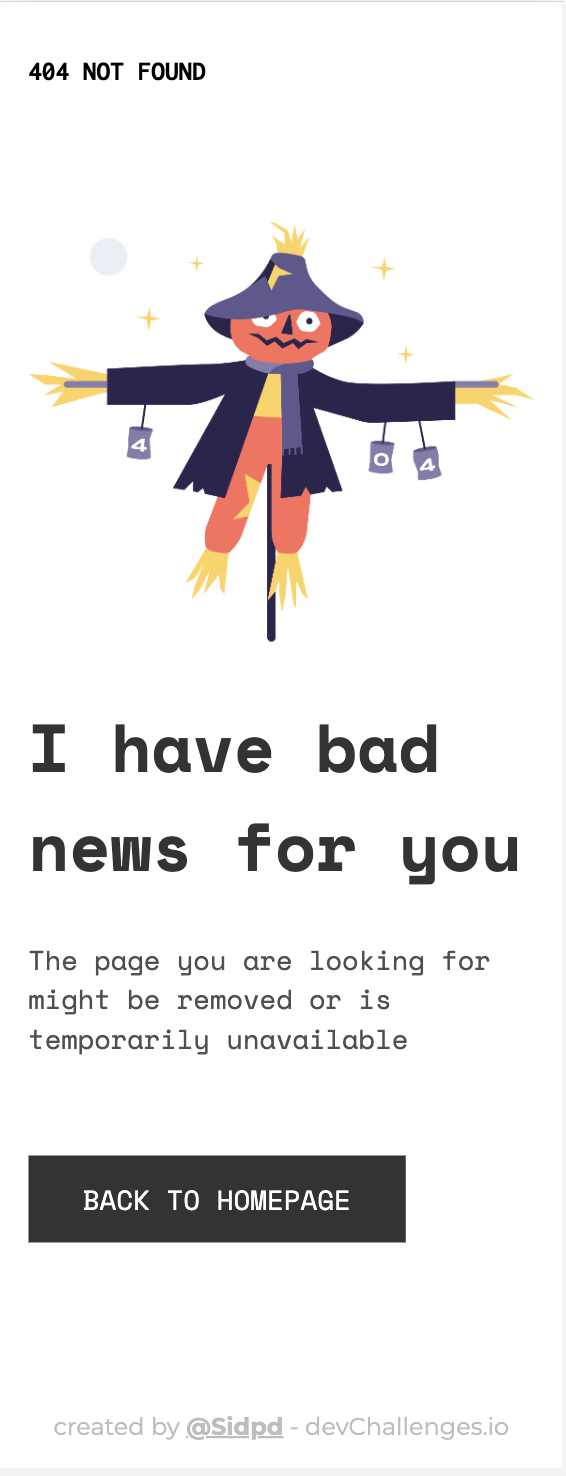 404 NOT FOUND
4
0
4
I have bad
news for you
The page you are looking for
might be removed or is
temporarily unavailable
BACK TO HOMEPAGE
created by @Sidpd - devChallenges.io